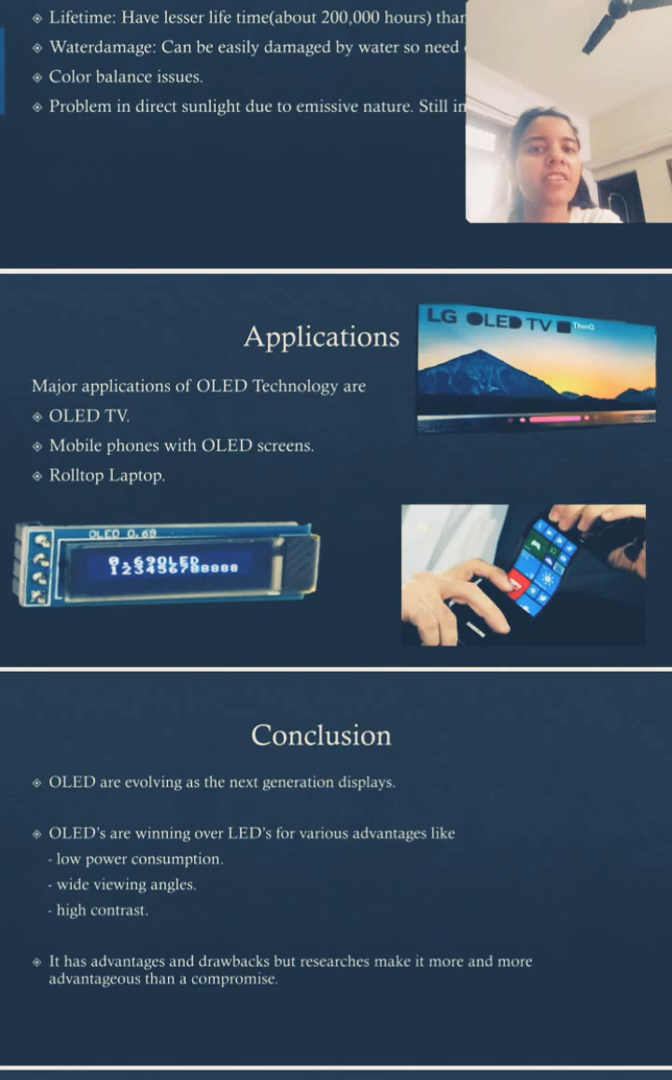 Lifetime: Have lesser life time(about 200,000 hours) than
Waterdamage: Can be easily damaged by water so need
Color balance issues.
Problem in direct sunlight due to emissive nature. Still in
Applications
LG OLED TV ThinQ
Major applications of OLED Technology are
OLED TV.
Mobile phones with OLED screens.
Rolltop Laptop.
OLED 0.69
0.69OLED
Conclusion
OLED are evolving as the next generation displays.
OLED's are winning over LED's for various advantages like
- low power consumption.
- wide viewing angles.
- high contrast.
It has advantages and drawbacks but researches make it more and more
advantageous than a compromise.